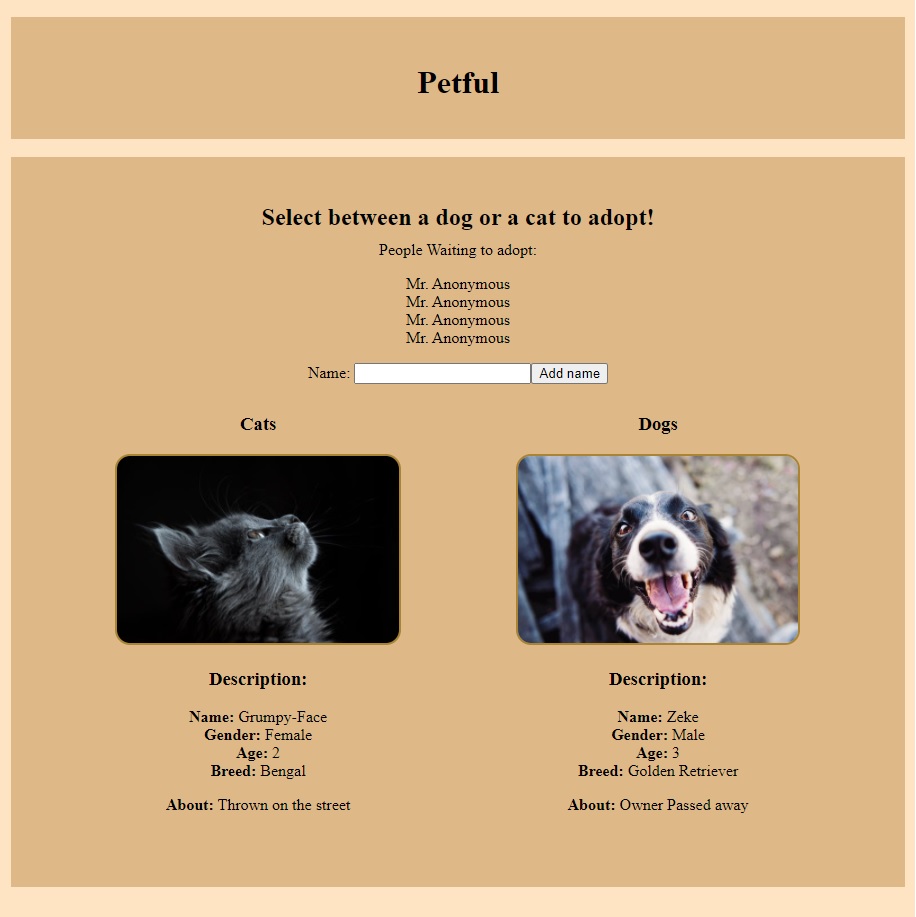 Petful
Select between a dog or a cat to adopt!
People Waiting to adopt:
Mr. Anonymous
Mr. Anonymous
Mr. Anonymous
Mr. Anonymous
Name: Add name
Cats
Description:
Name: Grumpy-Face
Gender: Female
Age: 2
Breed: Bengal
About: Thrown on the street
Dogs
Description:
Name: Zeke
Gender: Male
Age: 3
Breed: Golden Retriever
About: Owner Passed away